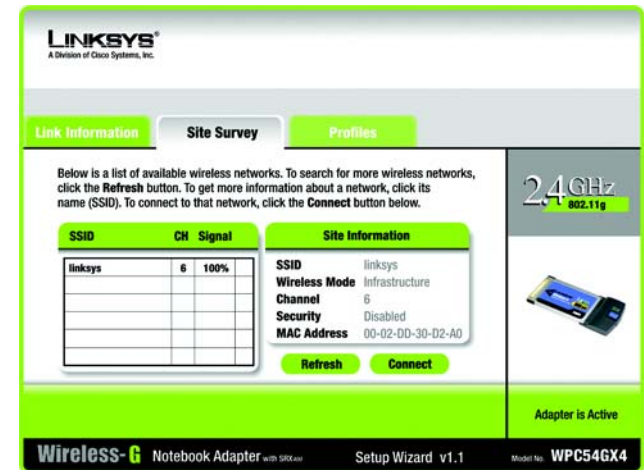 LINKSYS®
A Division of Cisco Systems, Inc.
Link Information Site Survey Profiles
Below is a list of available wireless networks. To search for more wireless networks,
click the Refresh button. To get more information about a network, click its
name (SSID). To connect to that network, click the Connect button below.
2.4GHz
802.11g
SSID CH Signal
linksys 6 100%
Site Information
SSID linksys
Wireless Mode Infrastructure
Channel 6
Security Disabled
MAC Address 00-02-DD-30-D2-A0
Refresh Connect
Adapter is Active
Wireless-G Notebook Adapter with SRX400 Setup Wizard v1.1 Model No. WPC54GX4